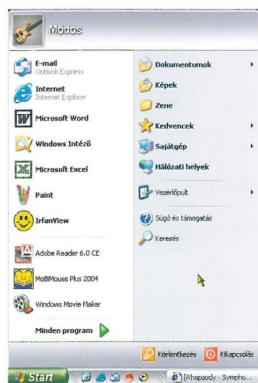 Módos
E-mail
Outlook Express
Internet
Internet Explorer
Microsoft Word
Windows Intéző
Microsoft Excel
Paint
IrfanView
Adobe Reader 6.0 CE
MoBiMouse Plus 2004
Windows Movie Maker
Minden program
Dokumentumok
Képek
Zene
Kedvencek
Sajátgép
Hálózati helyek
Vezérlőpult
Súgó és támogatás
Keresés
Kijelentkezés
Kikapcsolás
Start
[Rhapsody - Sympho...